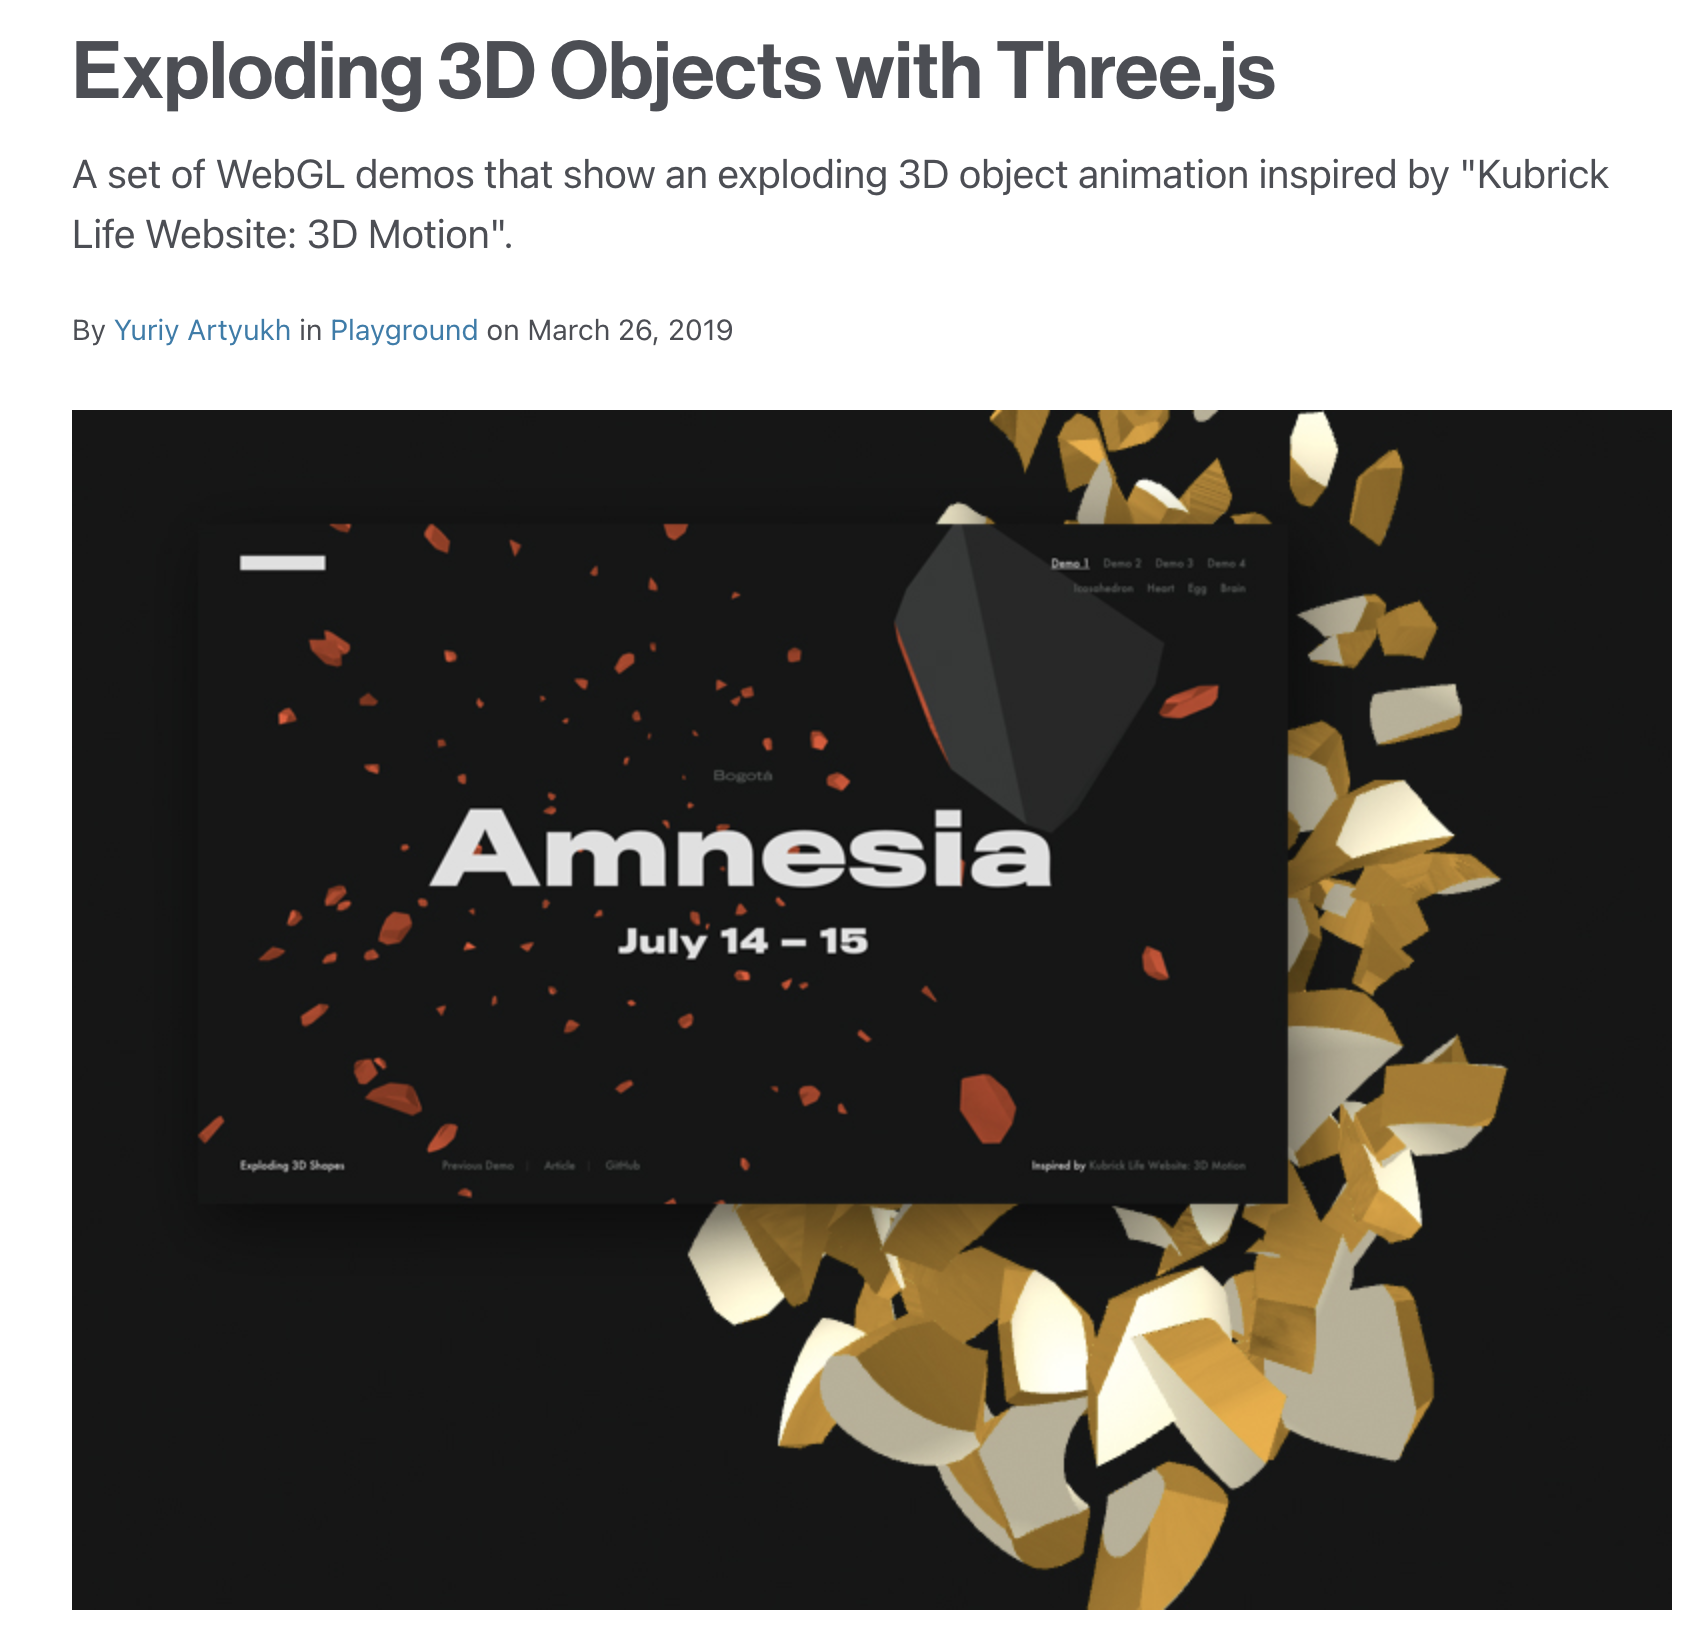 Exploding 3D Objects with Three.js
A set of WebGL demos that show an exploding 3D object animation inspired by "Kubrick
Life Website: 3D Motion".
By Yuriy Artyukh in Playground on March 26, 2019
Demo 1 Demo 2 Demo 3 Demo 4
Icosahedron Heart Egg Brain
Bogotá
Amnesia
July 14 – 15
Exploding 3D Shapes Previous Demo | Article | GitHub Inspired by Kubrick Life Website: 3D Motion